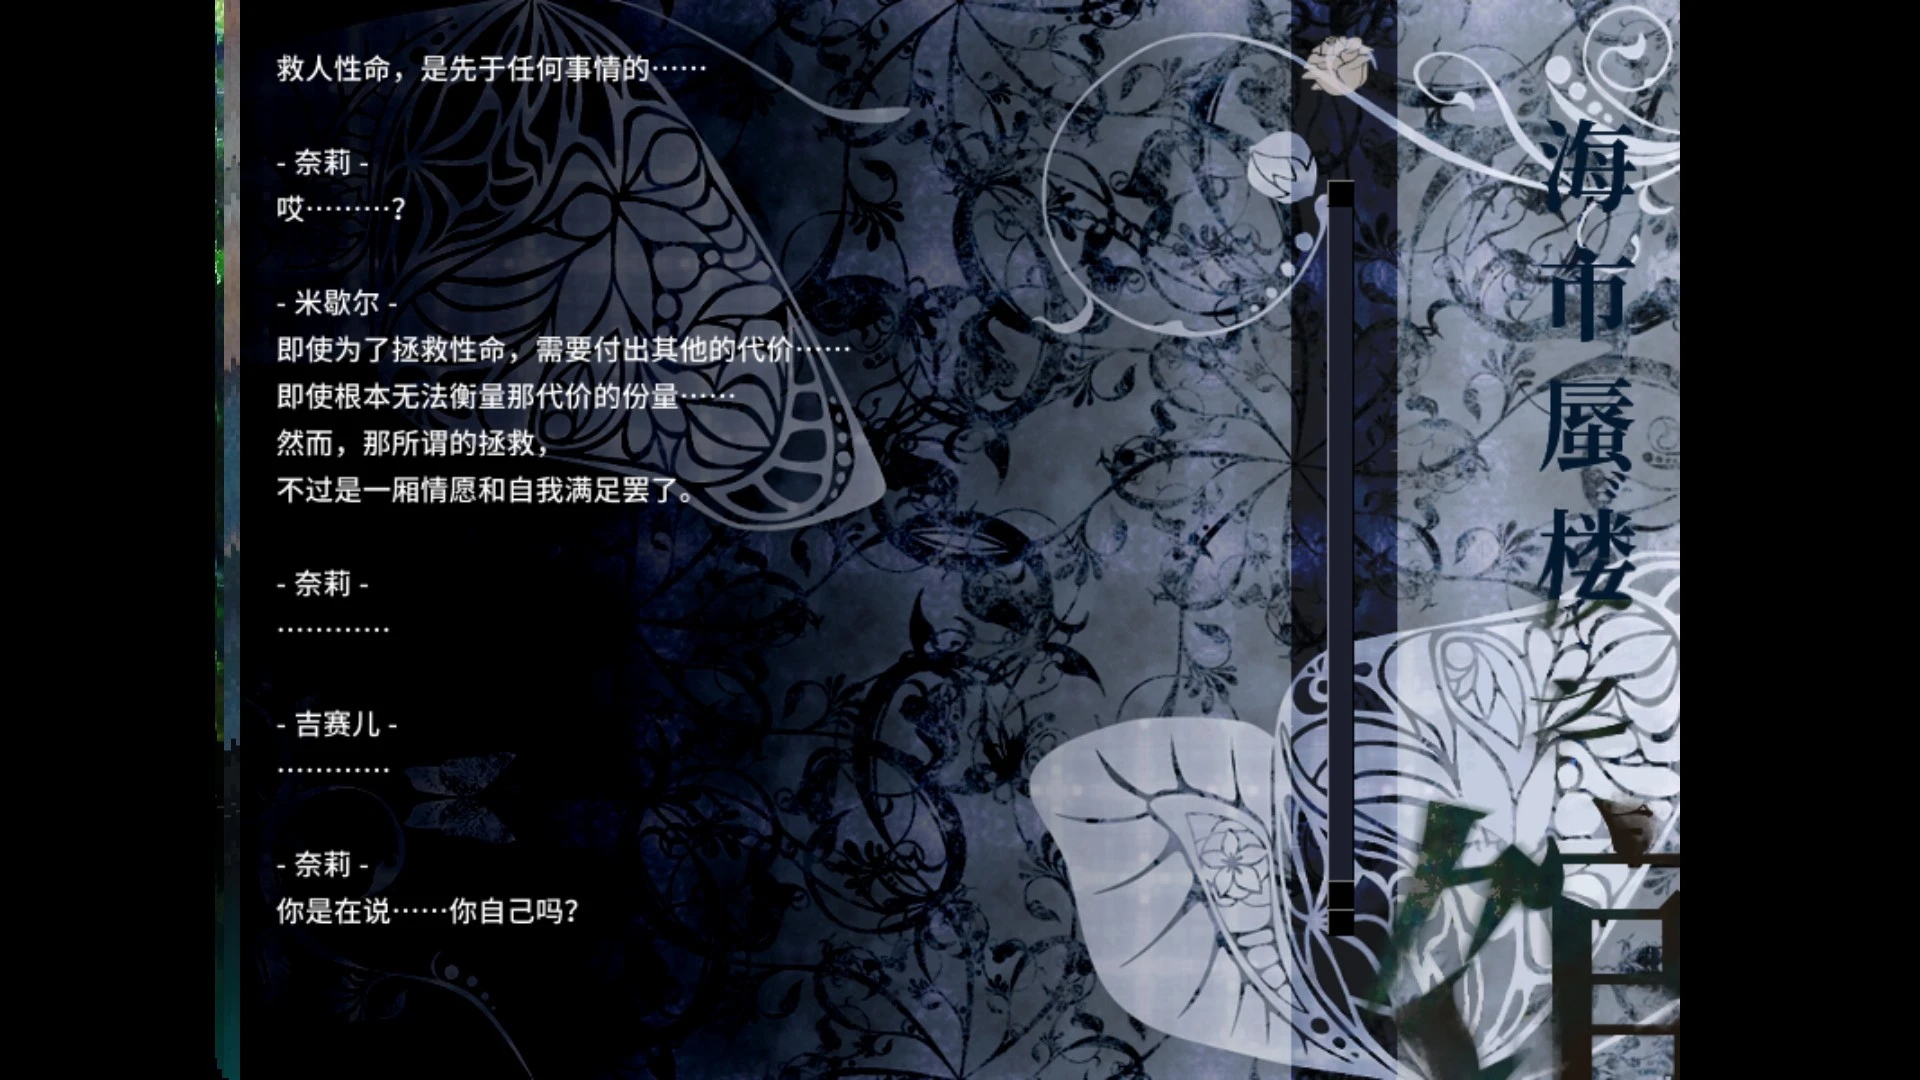 救人性命，是先于任何事情的……
- 奈莉 -
哎………？
- 米歇尔 -
即使为了拯救性命，需要付出其他的代价……
即使根本无法衡量那代价的份量……
然而，那所谓的拯救，
不过是一厢情愿和自我满足罢了。
- 奈莉 -
…………
- 吉赛儿 -
…………
- 奈莉 -
你是在说……你自己吗？
海市蜃楼之馆